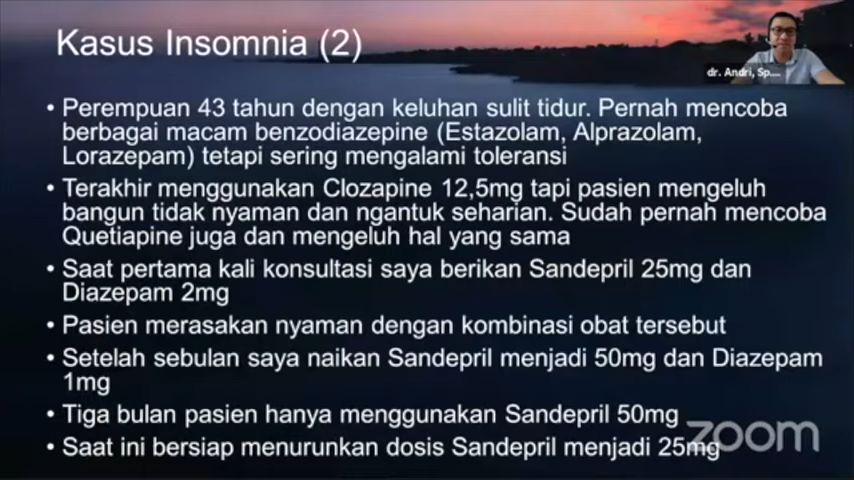 Kasus Insomnia (2)
dr. Andri, Sp....
• Perempuan 43 tahun dengan keluhan sulit tidur. Pernah mencoba
berbagai macam benzodiazepine (Estazolam, Alprazolam,
Lorazepam) tetapi sering mengalami toleransi
• Terakhir menggunakan Clozapine 12,5mg tapi pasien mengeluh
bangun tidak nyaman dan ngantuk seharian. Sudah pernah mencoba
Quetiapine juga dan mengeluh hal yang sama
• Saat pertama kali konsultasi saya berikan Sandepril 25mg dan
Diazepam 2mg
• Pasien merasakan nyaman dengan kombinasi obat tersebut
• Setelah sebulan saya naikan Sandepril menjadi 50mg dan Diazepam
1mg
• Tiga bulan pasien hanya menggunakan Sandepril 50mg
• Saat ini bersiap menurunkan dosis Sandepril menjadi 25mg
zoom